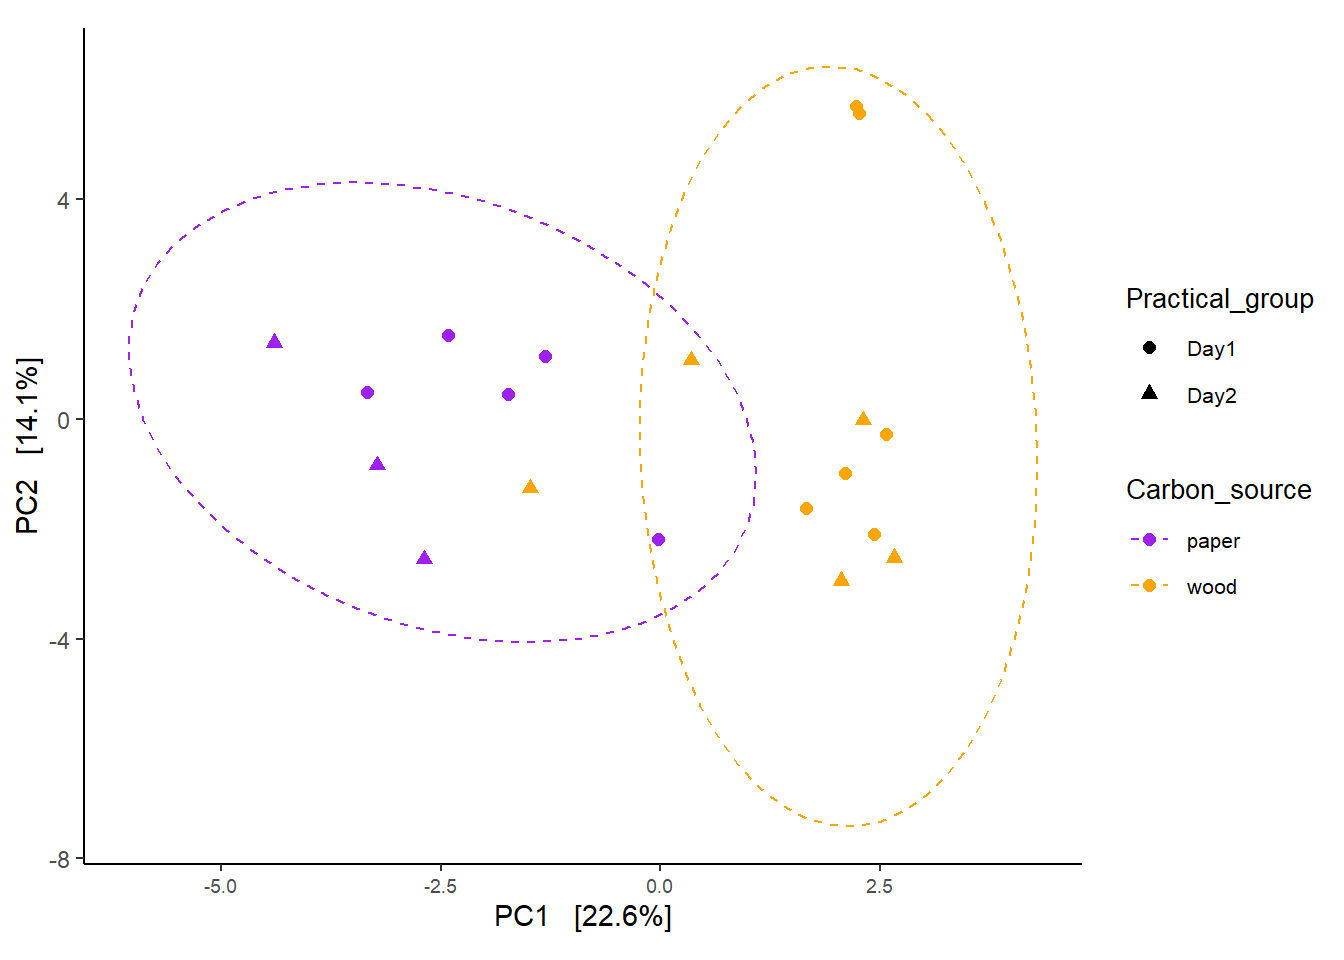 4
0
-4
-8
PC2 [14.1%]
-5.0
-2.5
0.0
2.5
PC1 [22.6%]
Practical_group
Day1
Day2
Carbon_source
paper
wood